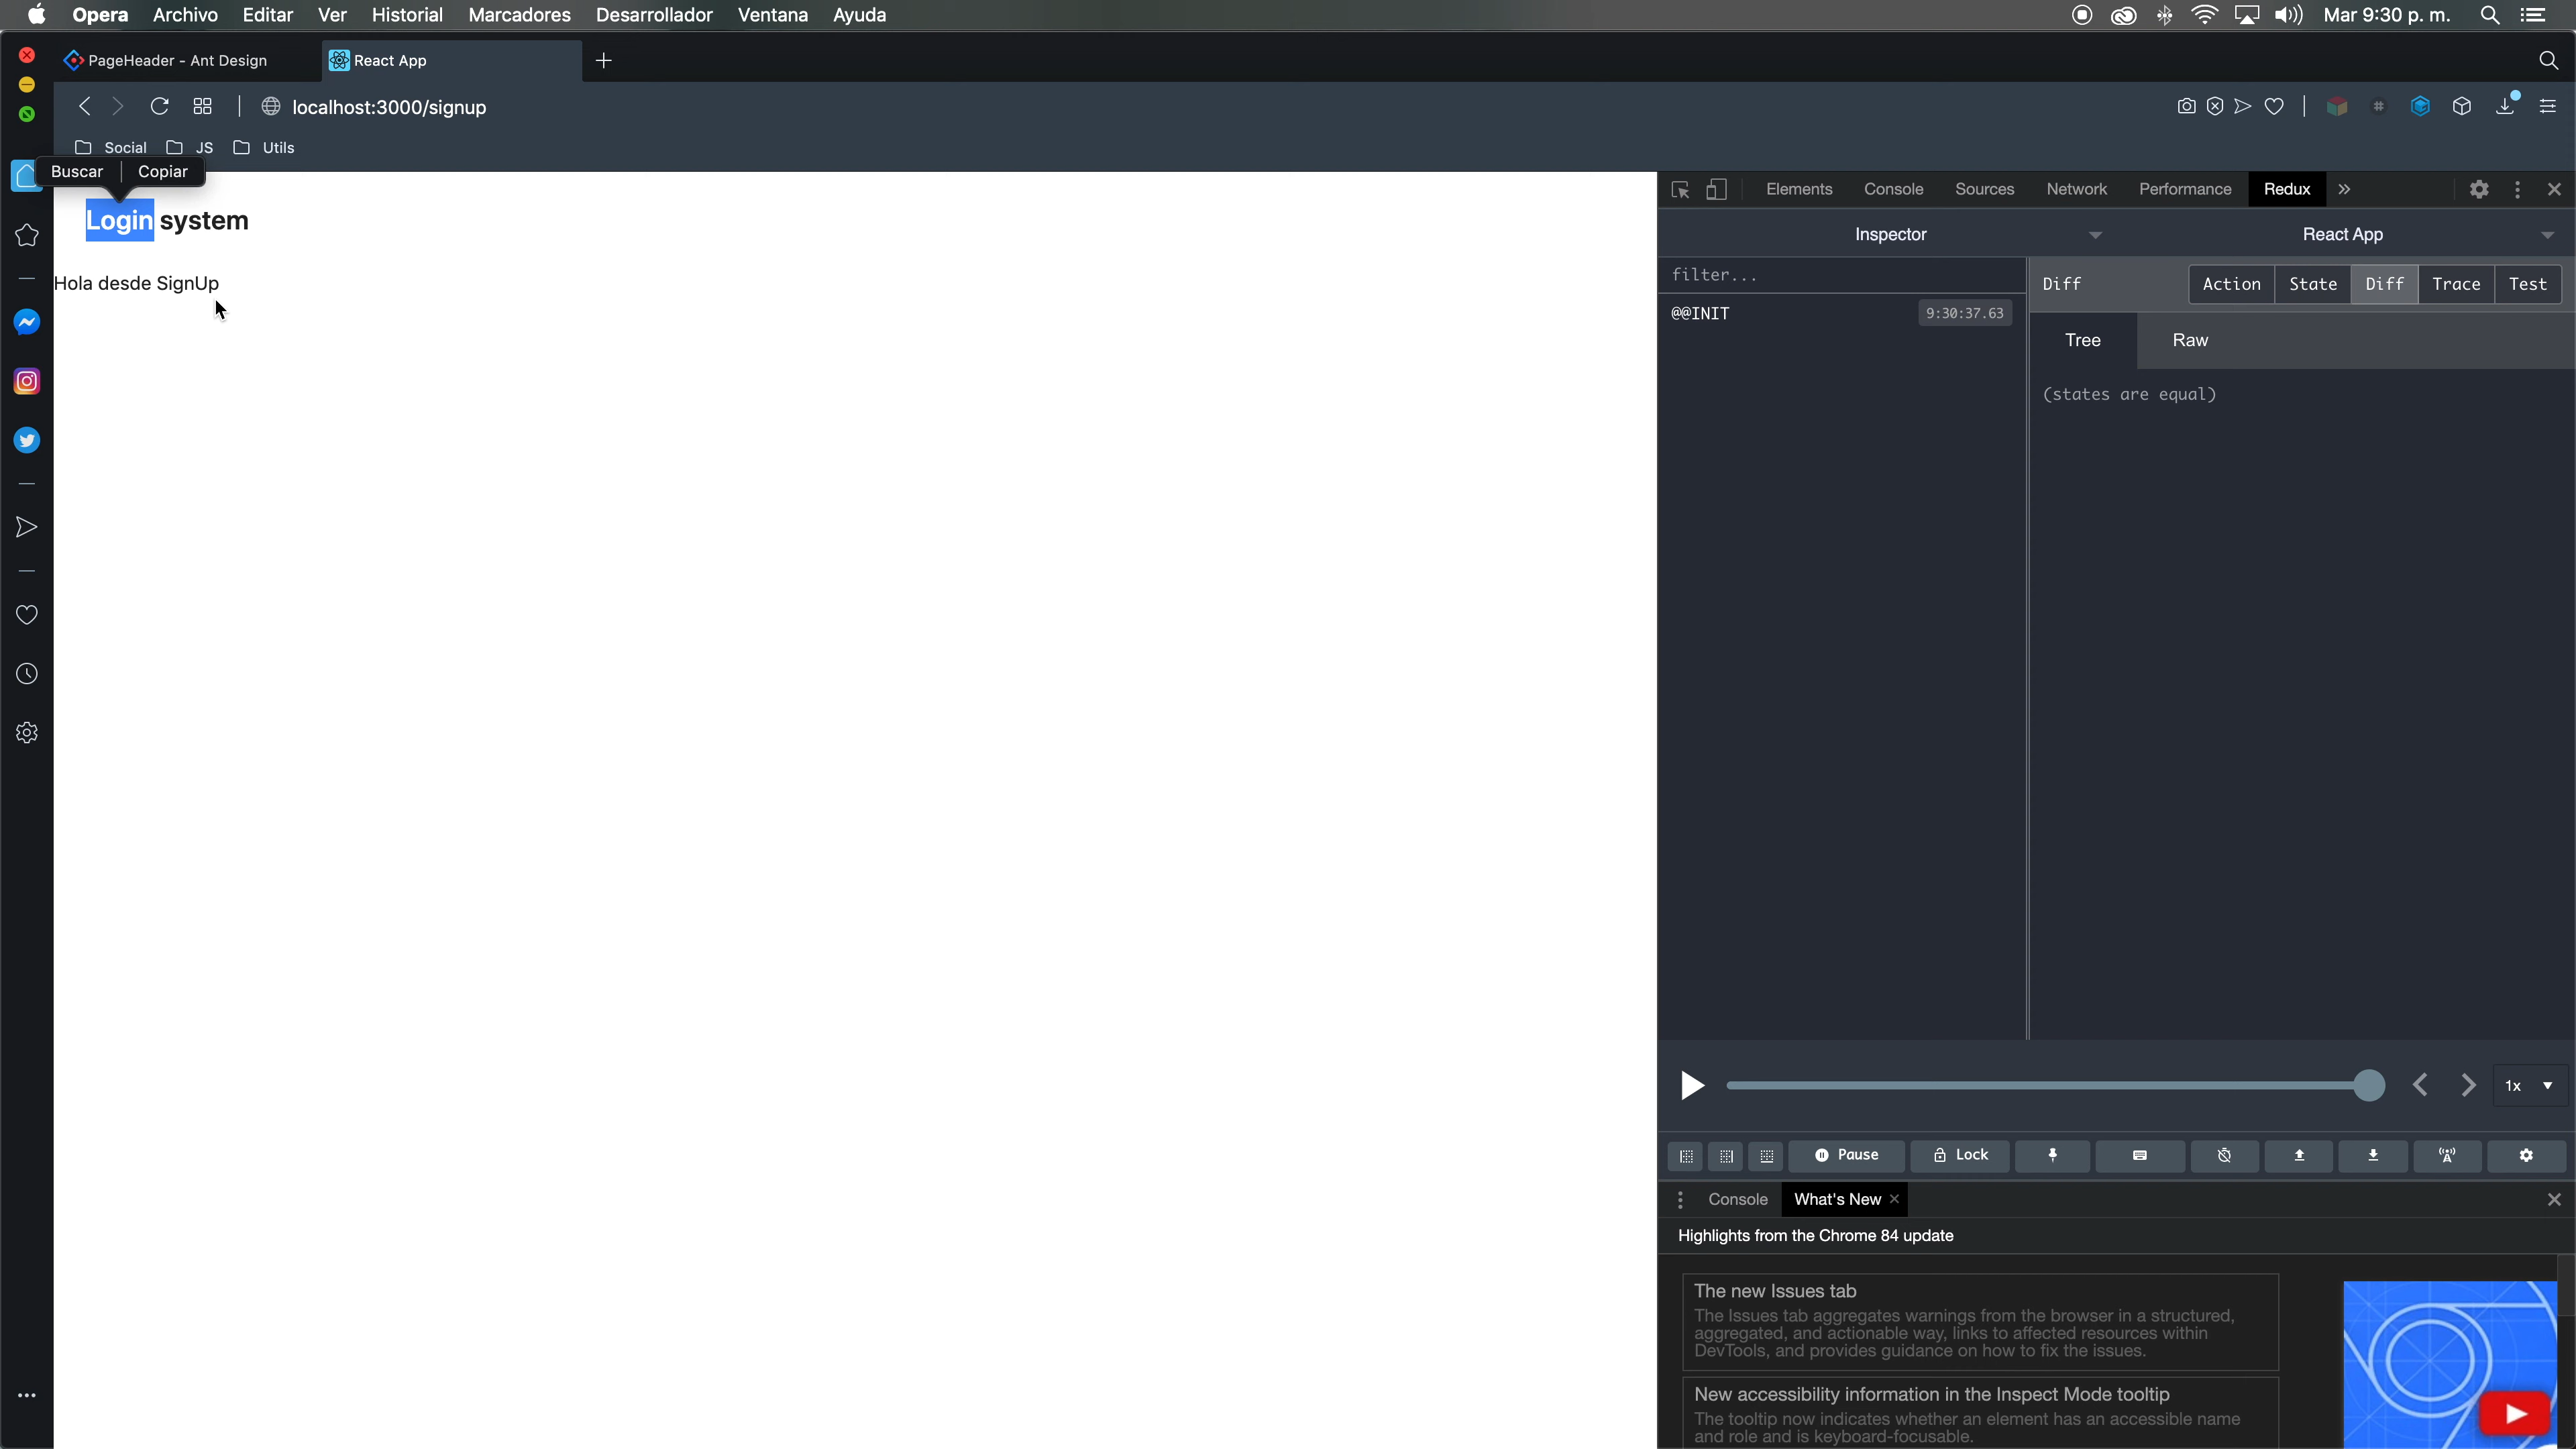 Opera Archivo Editar Ver Historial Marcadores Desarrollador Ventana Ayuda Mar 9:30 p. m.
PageHeader - Ant Design React App
localhost:3000/signup
Social JS Utils
Buscar Copiar
Login system
Hola desde SignUp
Elements Console Sources Network Performance Redux
Inspector React App
filter...
@@INIT 9:30:37.63
Diff Action State Diff Trace Test
Tree Raw
(states are equal)
1x
Pause Lock
Console What's New
Highlights from the Chrome 84 update
The new Issues tab
The Issues tab aggregates warnings from the browser in a structured,
aggregated, and actionable way, links to affected resources within
DevTools, and provides guidance on how to fix the issues.
New accessibility information in the Inspect Mode tooltip
The tooltip now indicates whether an element has an accessible name
and role and is keyboard-focusable.